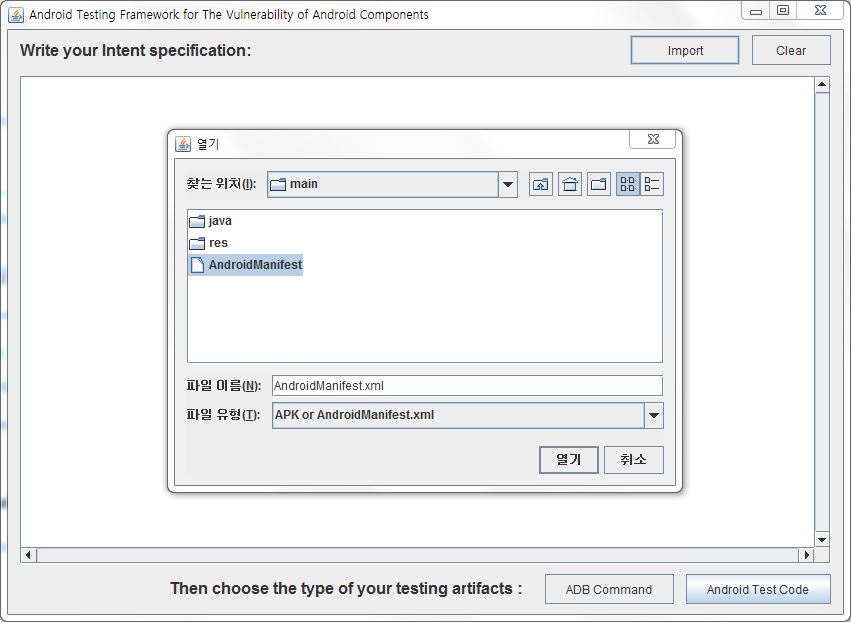 Android Testing Framework for The Vulnerability of Android Components
Write your Intent specification:
Import
Clear
열기
찾는 위치(I):
main
java
res
AndroidManifest
파일 이름(N):
AndroidManifest.xml
파일 유형(T):
APK or AndroidManifest.xml
열기
취소
Then choose the type of your testing artifacts :
ADB Command
Android Test Code